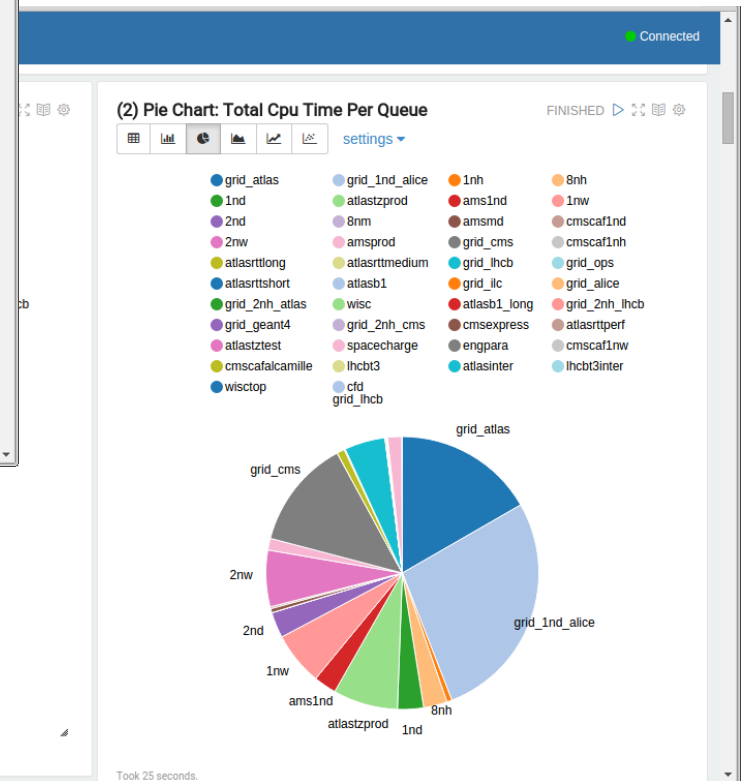 Connected
(2) Pie Chart: Total Cpu Time Per Queue
FINISHED
settings
grid_atlas grid_1nd_alice 1nh 8nh
1nd atlastzprod ams1nd 1nw
2nd 8nm amsmd cmscaf1nd
2nw amsprod grid_cms cmscaf1nh
atlasrttlong atlasrttmedium grid_lhcb grid_ops
atlasrttshort atlasb1 grid_ilc grid_alice
grid_2nh_atlas wisc atlasb1_long grid_2nh_lhcb
grid_geant4 grid_2nh_cms cmsexpress atlasrttperf
atlastztest spacecharge engpara cmscaf1nw
cmscafalcamille lhcbt3 atlasinter lhcbt3inter
wisctop cfd
cb
grid_lhcb
grid_atlas
grid_cms
2nw
grid_1nd_alice
2nd
1nw
ams1nd
8nh
atlastzprod
1nd
Took 25 seconds.